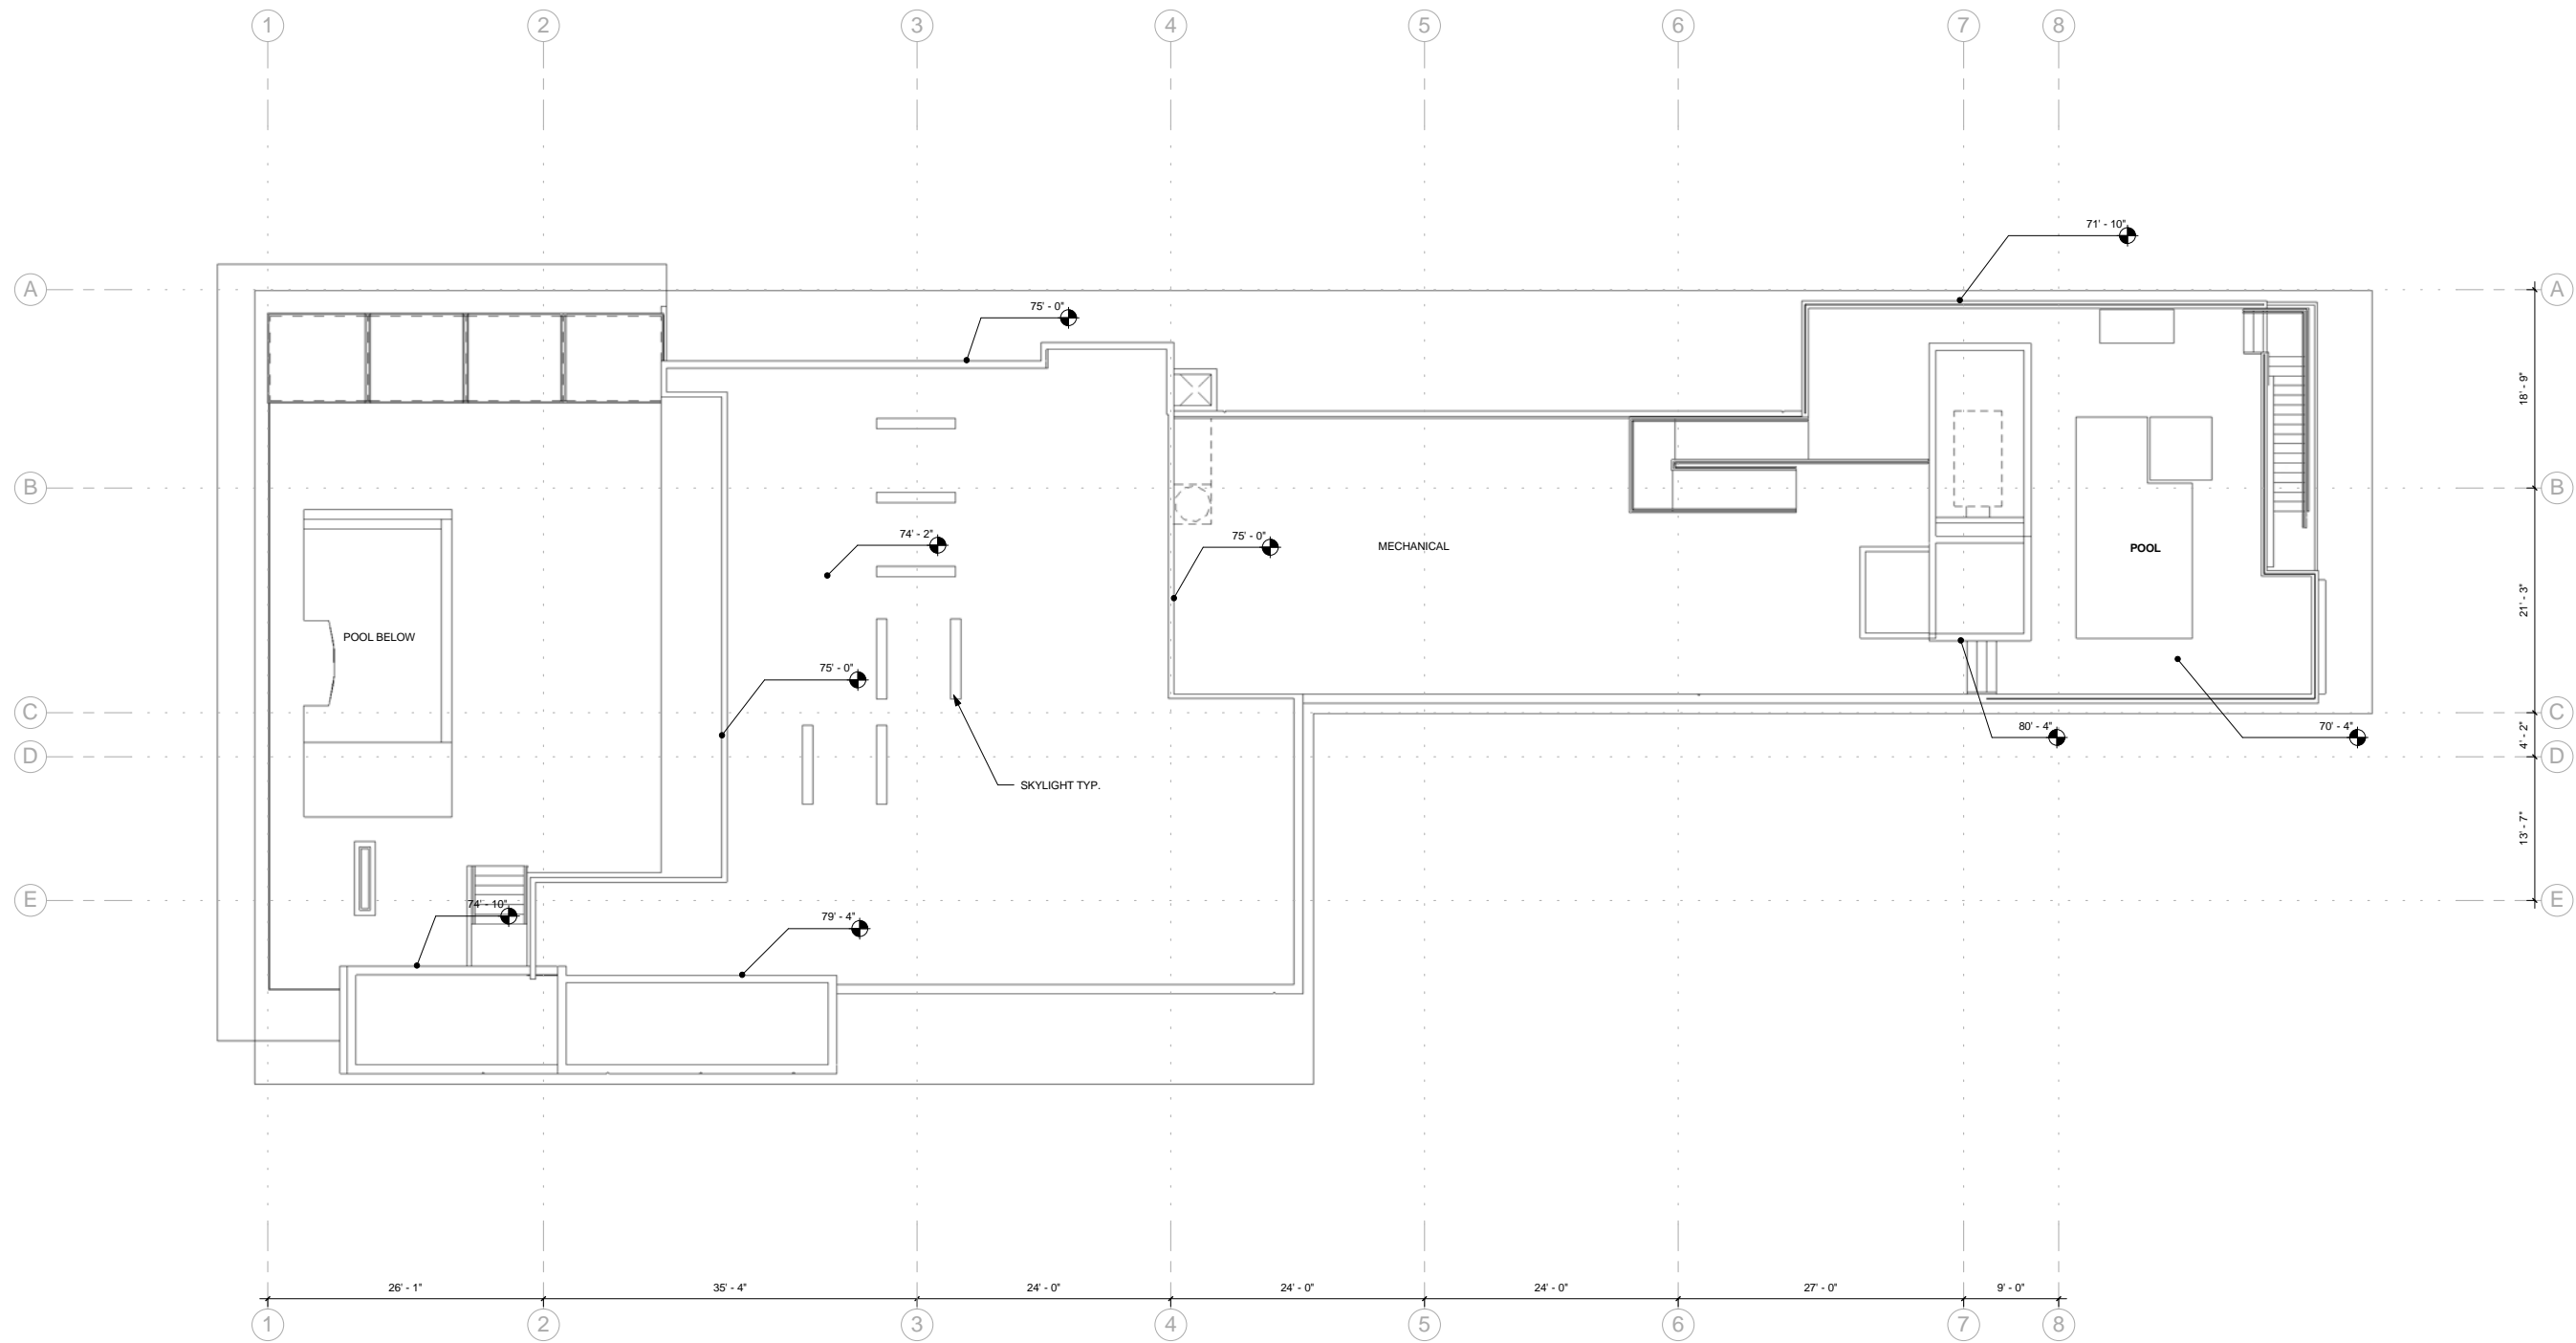 1 2 3 4 5 6 7 8
71' - 10"
A A
75' - 0"
18' - 9"
B B
74' - 2"
75' - 0"
MECHANICAL
POOL
21' - 3"
POOL BELOW
75' - 0"
C C
80' - 4"
70' - 4"
4' - 2"
D D
SKYLIGHT TYP.
13' - 7"
E E
74' - 10"
79' - 4"
26' - 1" 35' - 4" 24' - 0" 24' - 0" 24' - 0" 27' - 0" 9' - 0"
1 2 3 4 5 6 7 8